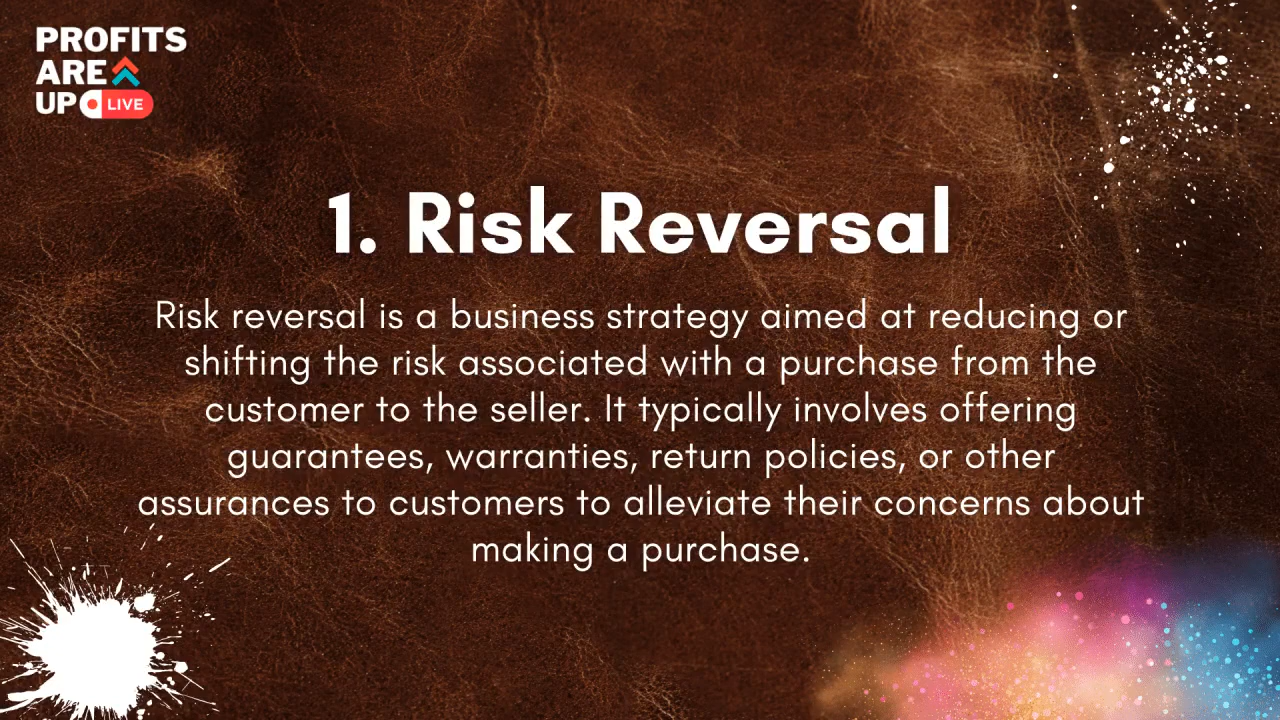 PROFITS
ARE
UP LIVE
1. Risk Reversal
Risk reversal is a business strategy aimed at reducing or
shifting the risk associated with a purchase from the
customer to the seller. It typically involves offering
guarantees, warranties, return policies, or other
assurances to customers to alleviate their concerns about
making a purchase.